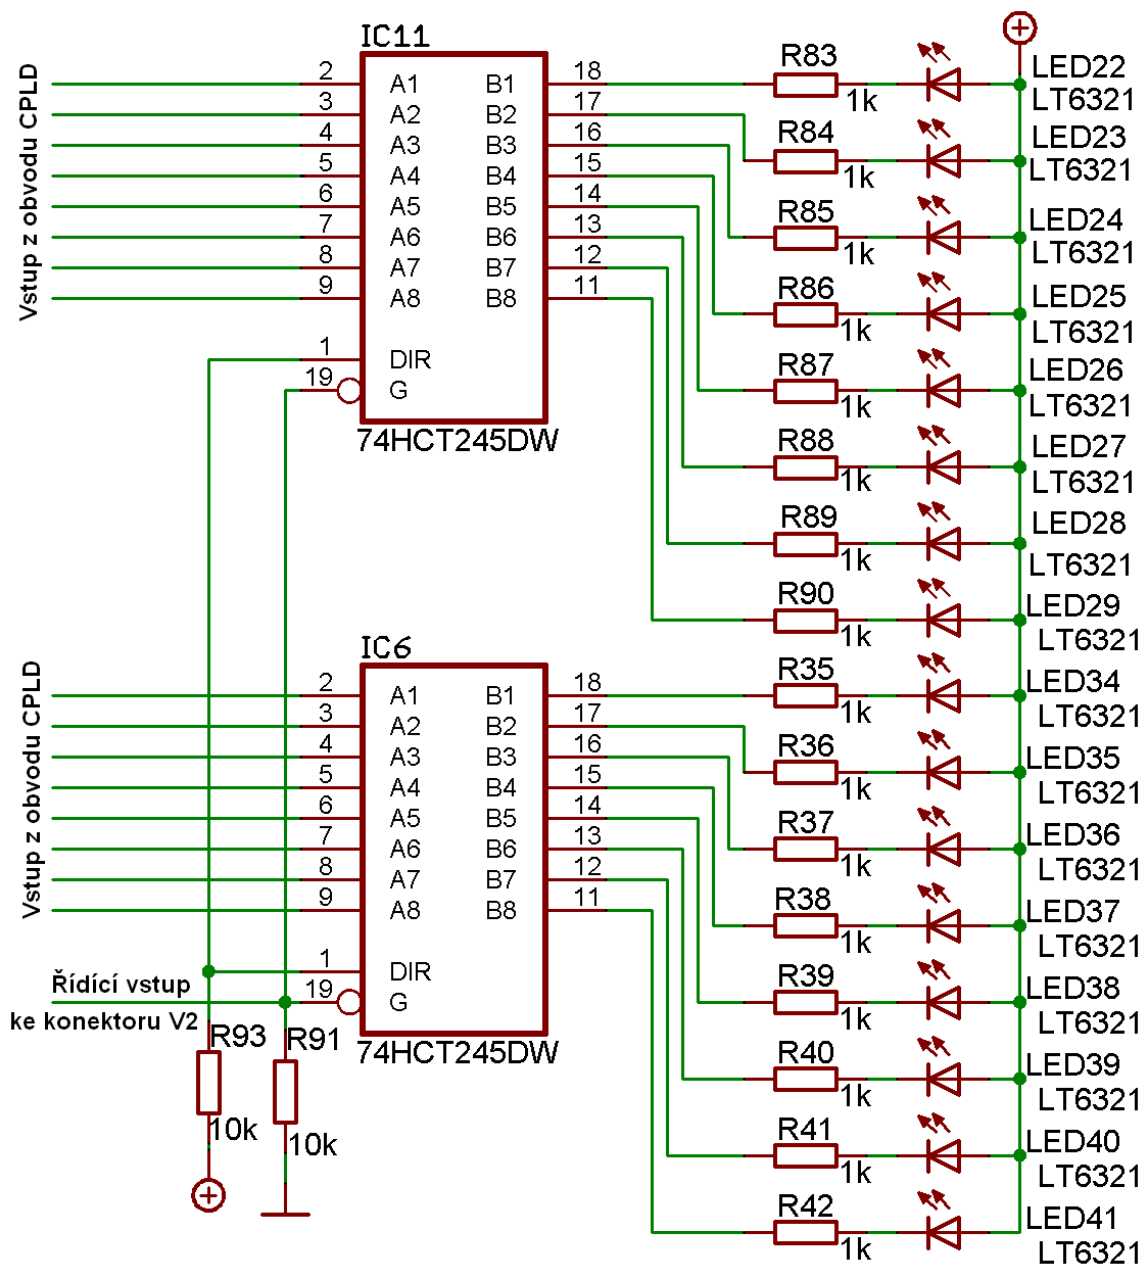 IC11
Vstup z obvodu CPLD
2 A1 B1 18
3 A2 B2 17
4 A3 B3 16
5 A4 B4 15
6 A5 B5 14
7 A6 B6 13
8 A7 B7 12
9 A8 B8 11
1 DIR
19 G
74HCT245DW
R83 1k LED22 LT6321
R84 1k LED23 LT6321
R85 1k LED24 LT6321
R86 1k LED25 LT6321
R87 1k LED26 LT6321
R88 1k LED27 LT6321
R89 1k LED28 LT6321
R90 1k LED29 LT6321
IC6
Vstup z obvodu CPLD
2 A1 B1 18
3 A2 B2 17
4 A3 B3 16
5 A4 B4 15
6 A5 B5 14
7 A6 B6 13
8 A7 B7 12
9 A8 B8 11
1 DIR
19 G
74HCT245DW
Řídící vstup
ke konektoru V2
R93 10k
R91 10k
R35 1k LED34 LT6321
R36 1k LED35 LT6321
R37 1k LED36 LT6321
R38 1k LED37 LT6321
R39 1k LED38 LT6321
R40 1k LED39 LT6321
R41 1k LED40 LT6321
R42 1k LED41 LT6321